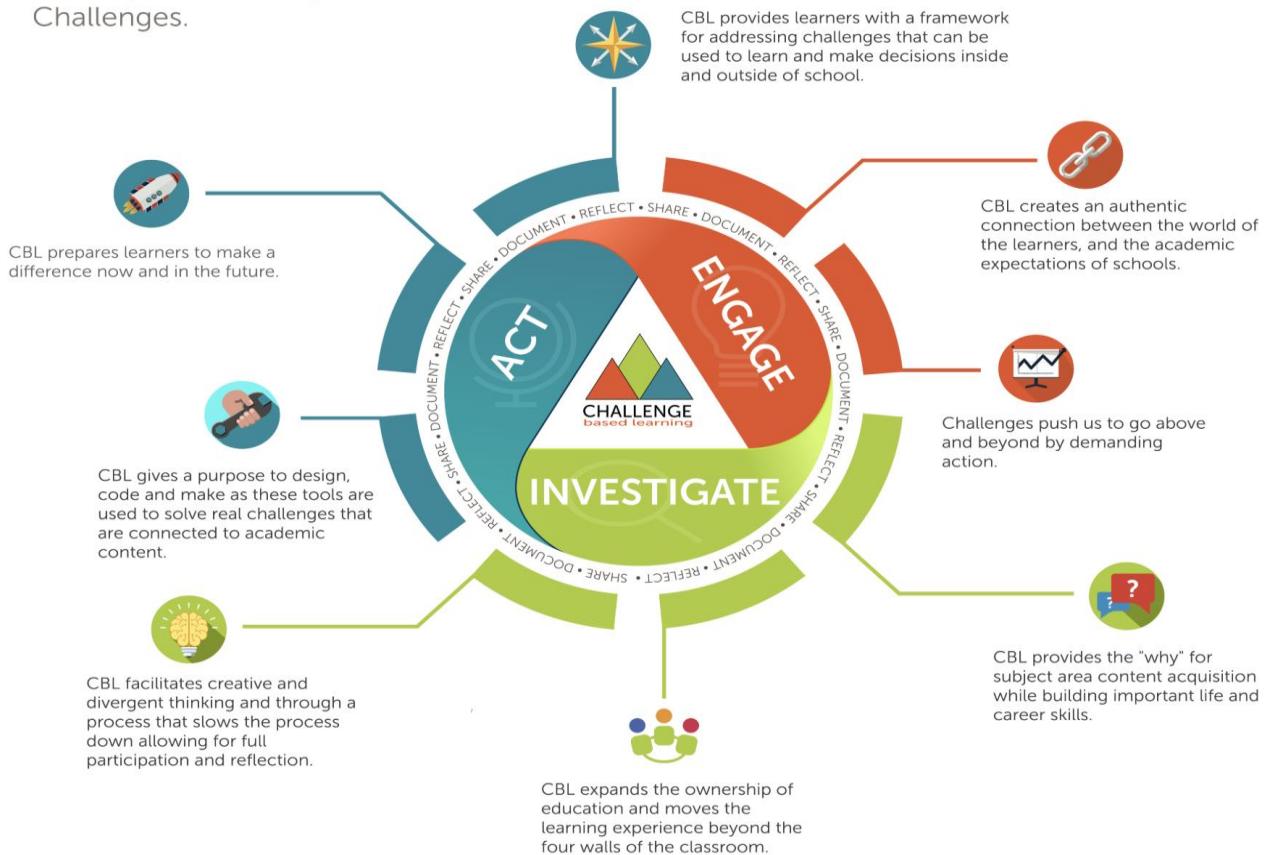 Challenges.
CBL provides learners with a framework
for addressing challenges that can be
used to learn and make decisions inside
and outside of school.
CBL creates an authentic
connection between the world of
the learners, and the academic
expectations of schools.
Challenges push us to go above
and beyond by demanding
action.
CBL provides the "why" for
subject area content acquisition
while building important life and
career skills.
CBL expands the ownership of
education and moves the
learning experience beyond the
four walls of the classroom.
CBL facilitates creative and
divergent thinking and through a
process that slows the process
down allowing for full
participation and reflection.
CBL gives a purpose to design,
code and make as these tools are
used to solve real challenges that
are connected to academic
content.
CBL prepares learners to make a
difference now and in the future.
SHARE • DOCUMENT • REFLECT • SHARE • DOCUMENT • REFLECT • SHARE • DOCUMENT • REFLECT • SHARE • DOCUMENT • REFLECT • SHARE • DOCUMENT • REFLECT • SHARE • DOCUMENT • REFLECT • SHARE • DOCUMENT • REFLECT
ENGAGE
INVESTIGATE
ACT
CHALLENGE
based learning
?
?